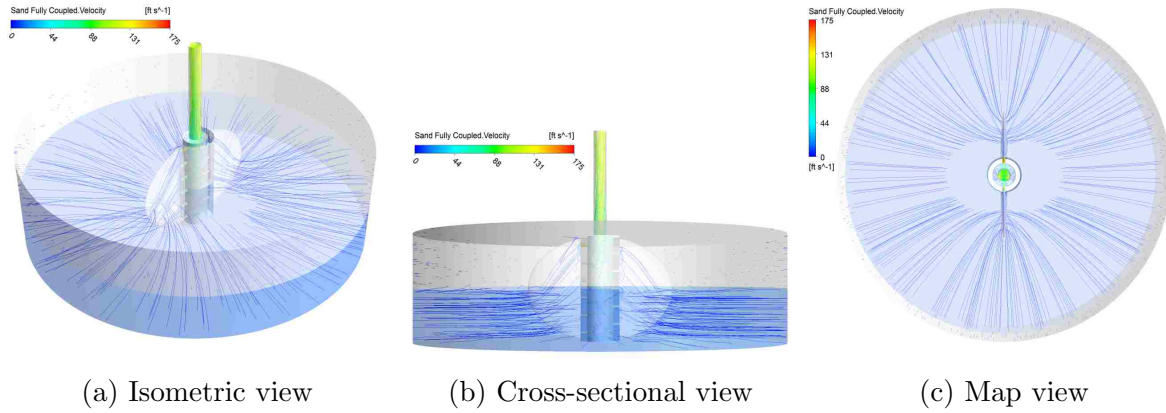 Sand Fully Coupled.Velocity [ft s^-1]
0 44 88 131 175
Sand Fully Coupled.Velocity [ft s^-1]
0 44 88 131 175
Sand Fully Coupled.Velocity
175
131
88
44
0
[ft s^-1]
(a) Isometric view
(b) Cross-sectional view
(c) Map view